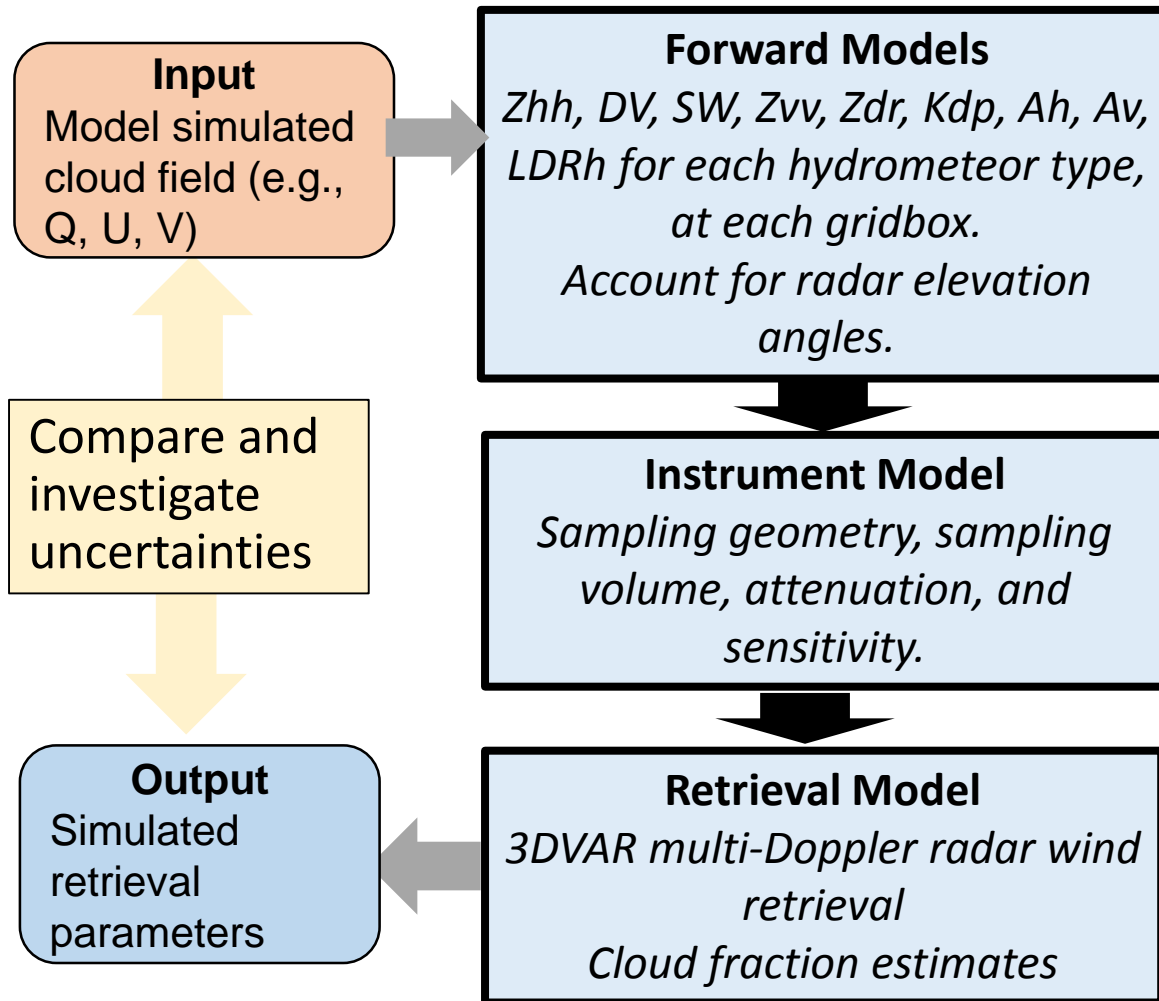 Input
Model simulated
cloud field (e.g.,
Q, U, V)
Forward Models
Zhh, DV, SW, Zvv, Zdr, Kdp, Ah, Av,
LDRh for each hydrometeor type,
at each gridbox.
Account for radar elevation
angles.
Compare and
investigate
uncertainties
Instrument Model
Sampling geometry, sampling
volume, attenuation, and
sensitivity.
Output
Simulated
retrieval
parameters
Retrieval Model
3DVAR multi-Doppler radar wind
retrieval
Cloud fraction estimates